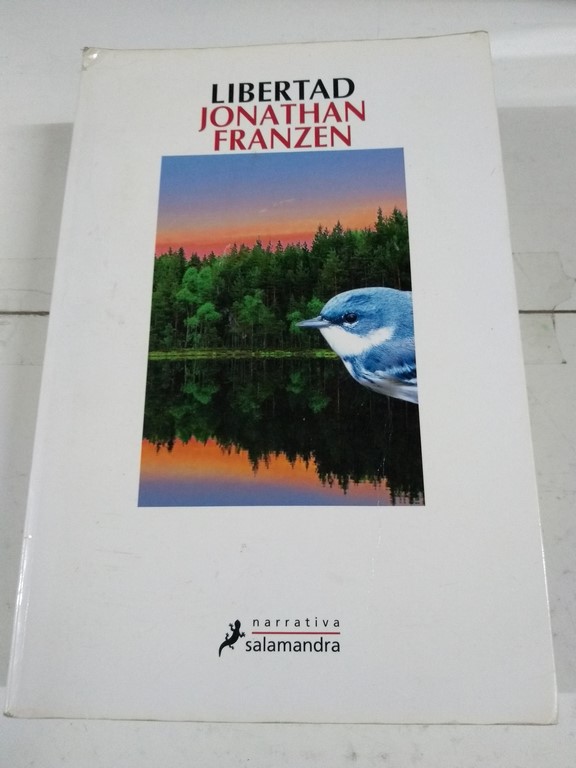 LIBERTAD
JONATHAN
FRANZEN
narrativa
salamandra